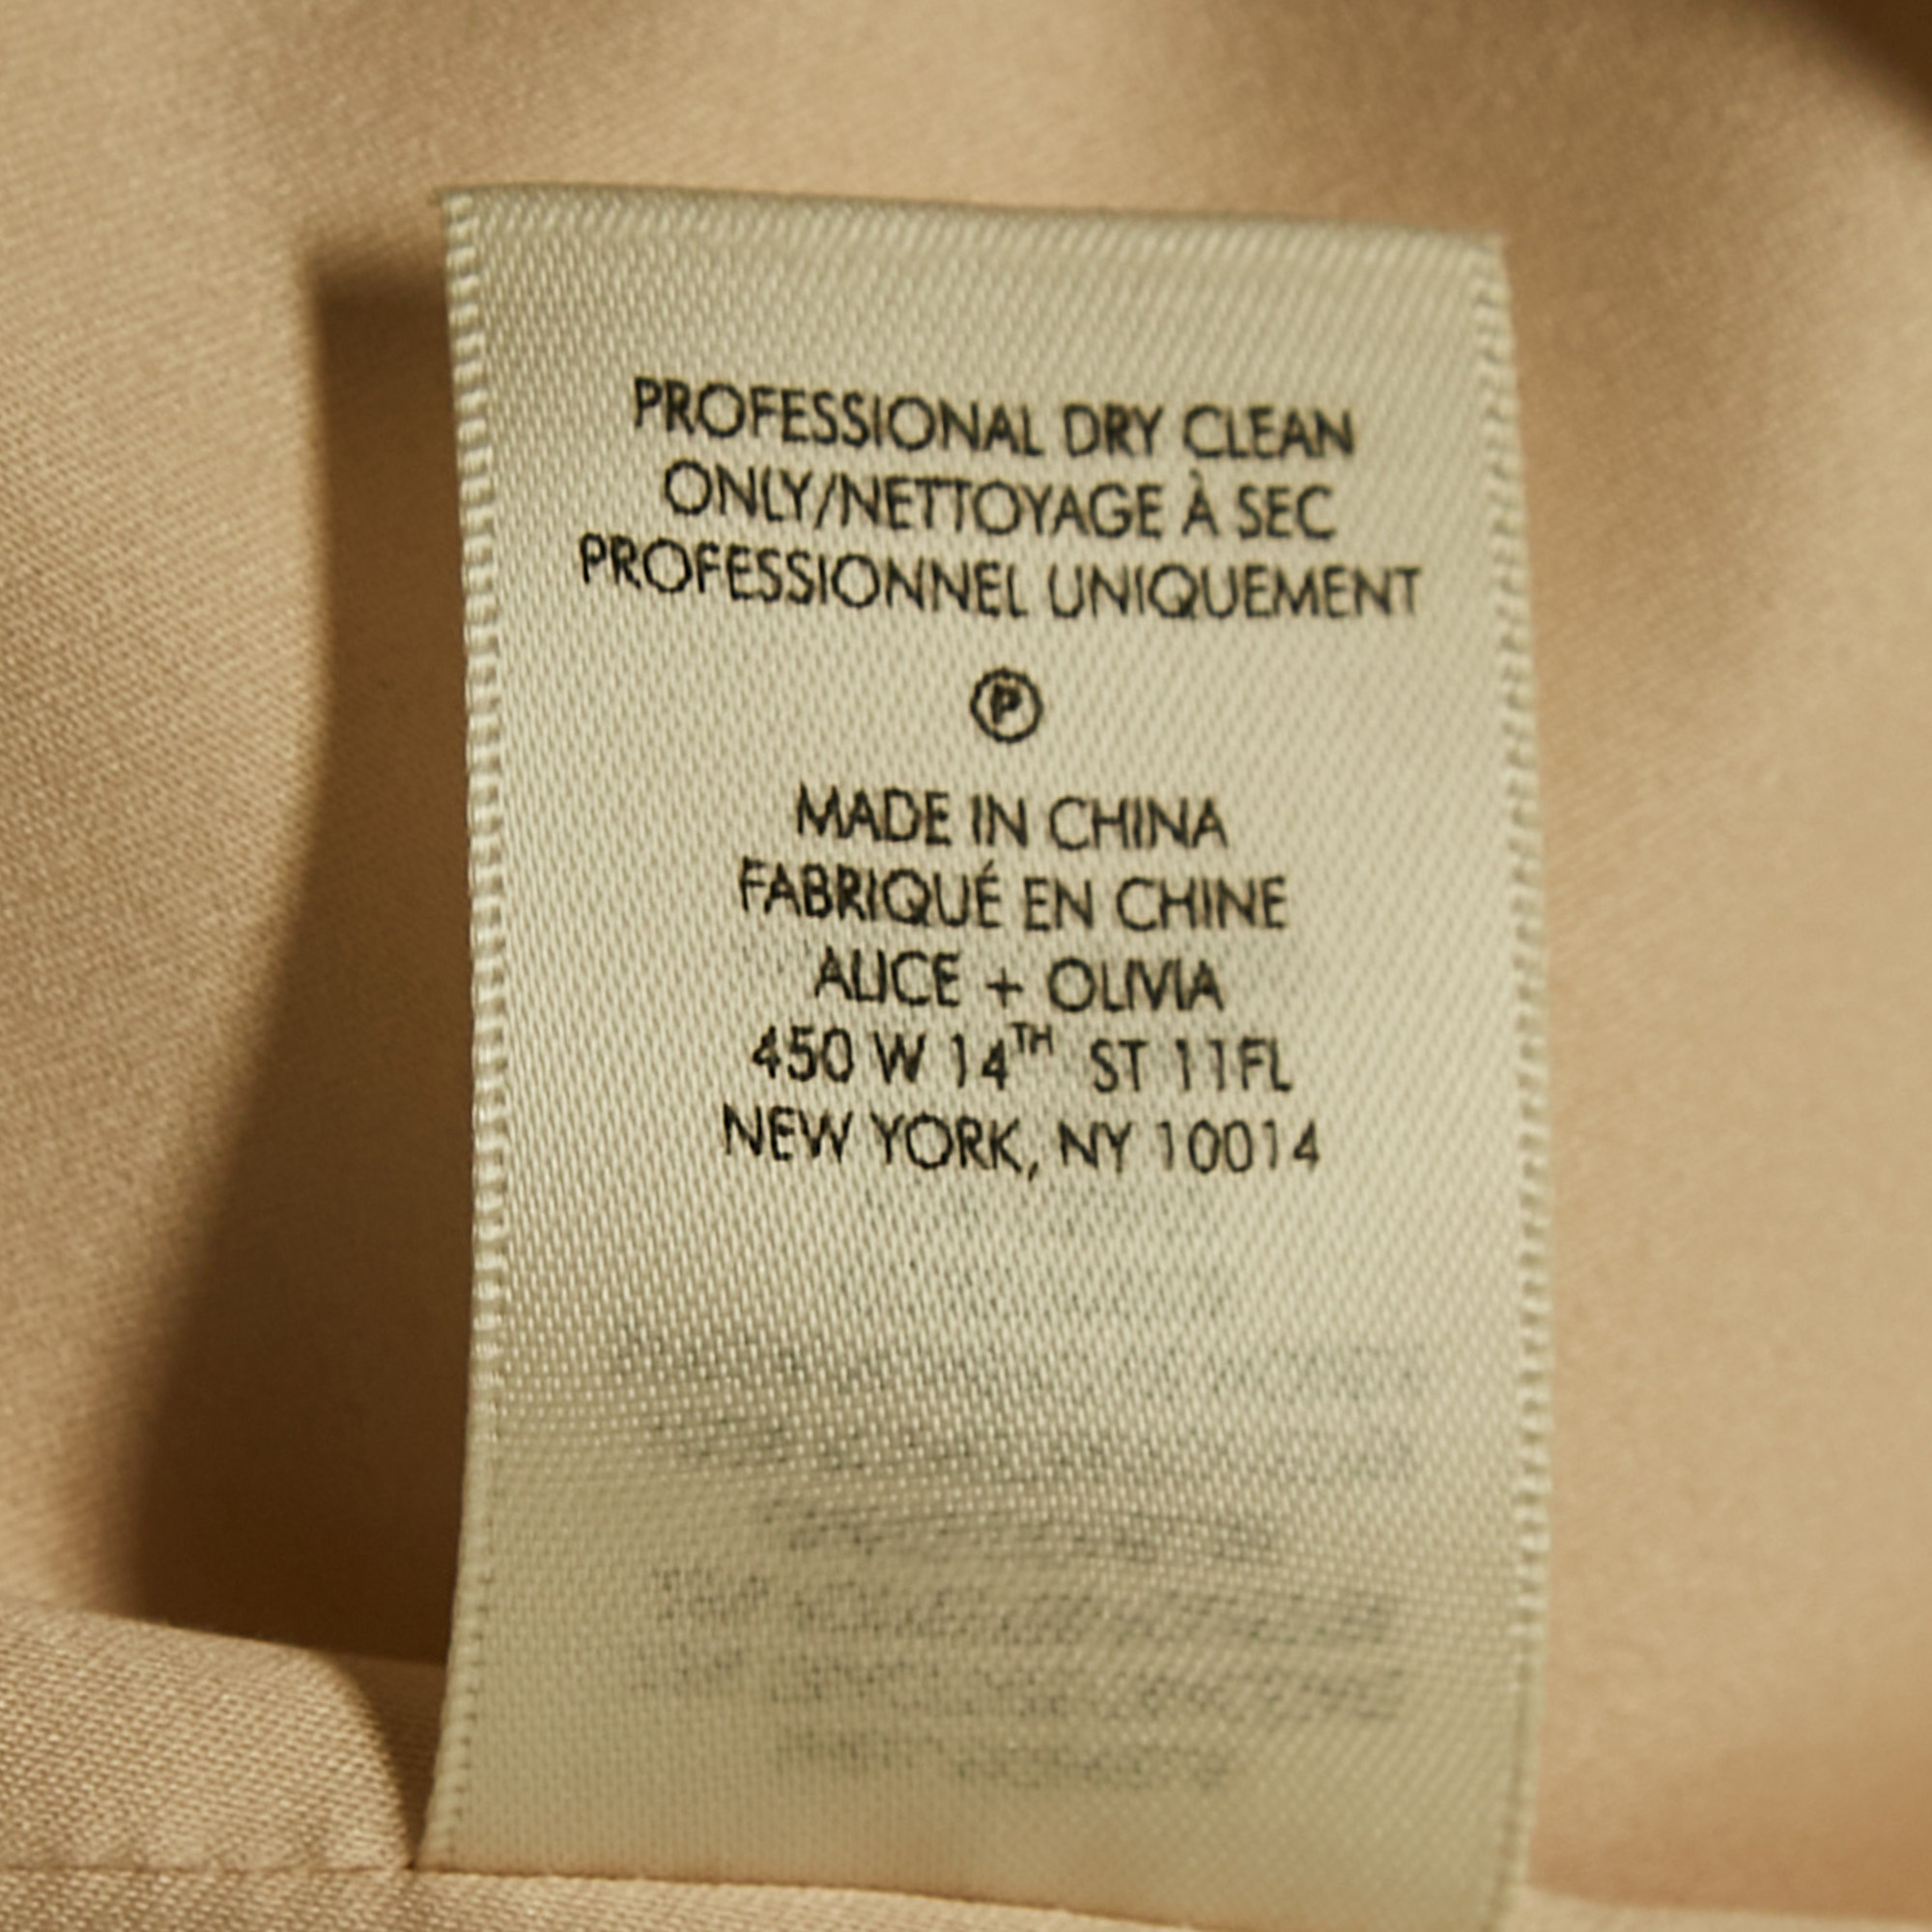 PROFESSIONAL DRY CLEAN
ONLY/NETTOYAGE À SEC
PROFESSIONNEL UNIQUEMENT
Ⓟ
MADE IN CHINA
FABRIQUÉ EN CHINE
ALICE + OLIVIA
450 W 14TH ST 11FL
NEW YORK, NY 10014